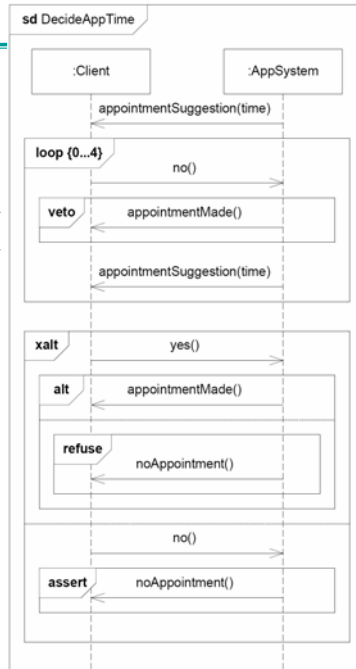 sd DecideAppTime
:Client
:AppSystem
appointmentSuggestion(time)
loop {0...4}
no()
veto
appointmentMade()
appointmentSuggestion(time)
xalt
yes()
alt
appointmentMade()
refuse
noAppointment()
no()
assert
noAppointment()